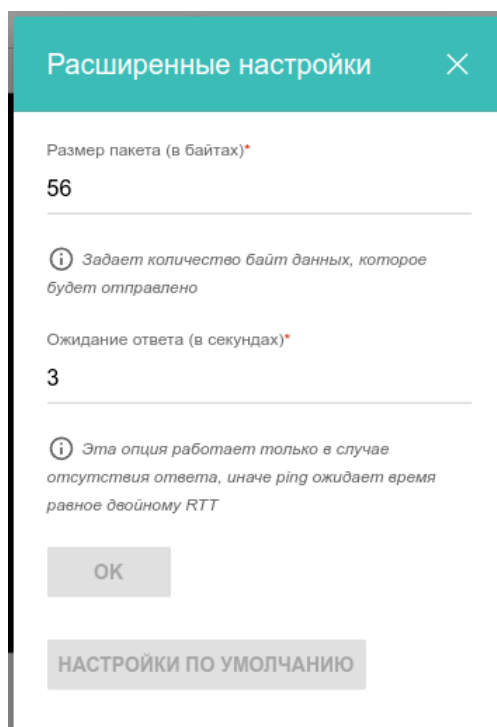 Расширенные настройки
Размер пакета (в байтах)*
56
Задает количество байт данных, которое
будет отправлено
Ожидание ответа (в секундах)*
3
Эта опция работает только в случае
отсутствия ответа, иначе ping ожидает время
равное двойному RTT
OK
НАСТРОЙКИ ПО УМОЛЧАНИЮ